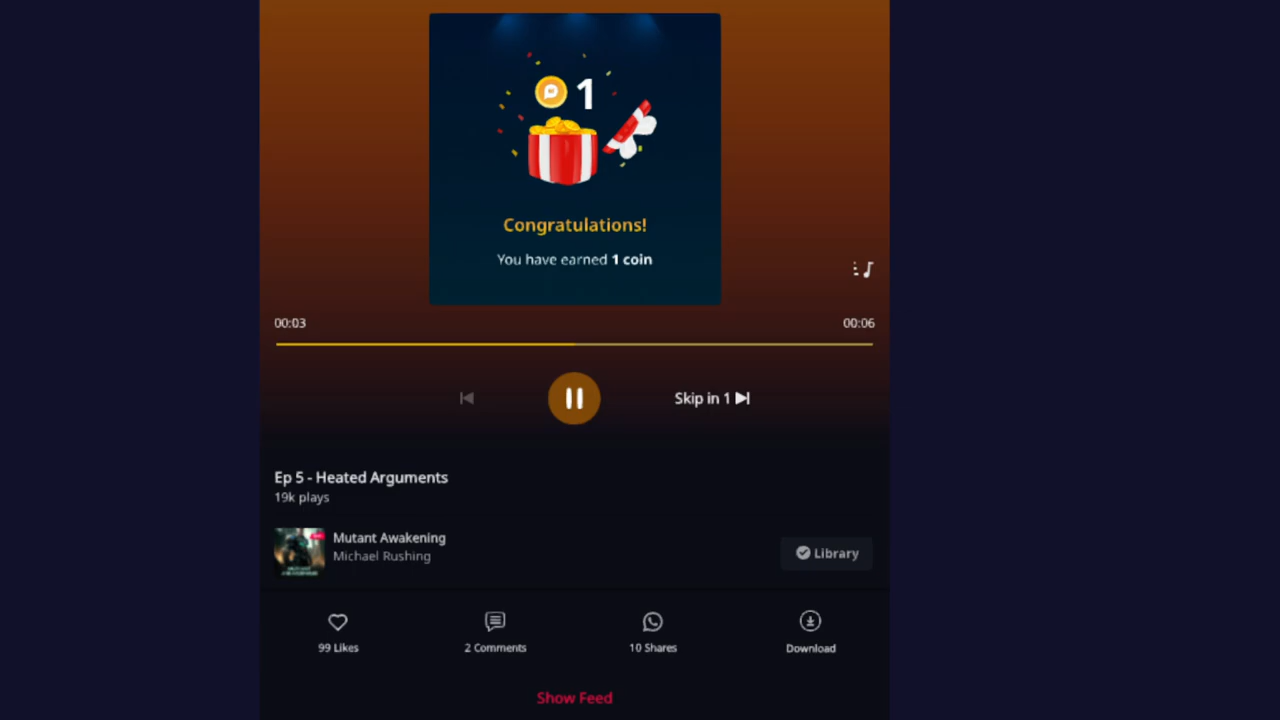 1
Congratulations!
You have earned 1 coin
00:03
00:06
Skip in 1
Ep 5 - Heated Arguments
19k plays
Mutant Awakening
Michael Rushing
Library
99 Likes
2 Comments
10 Shares
Download
Show Feed